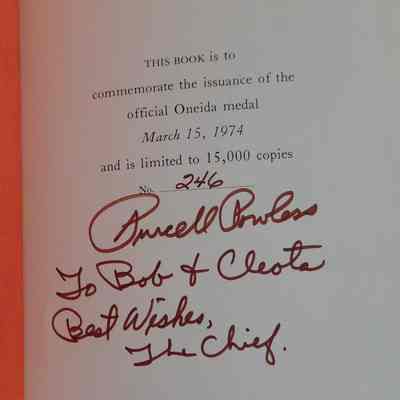 THIS BOOK is to
commemorate the issuance of the
official Oneida medal
March 15, 1974
and is limited to 15,000 copies
No. 246
Purcell Powless
To Bob & Cleota
Best Wishes,
The Chief.